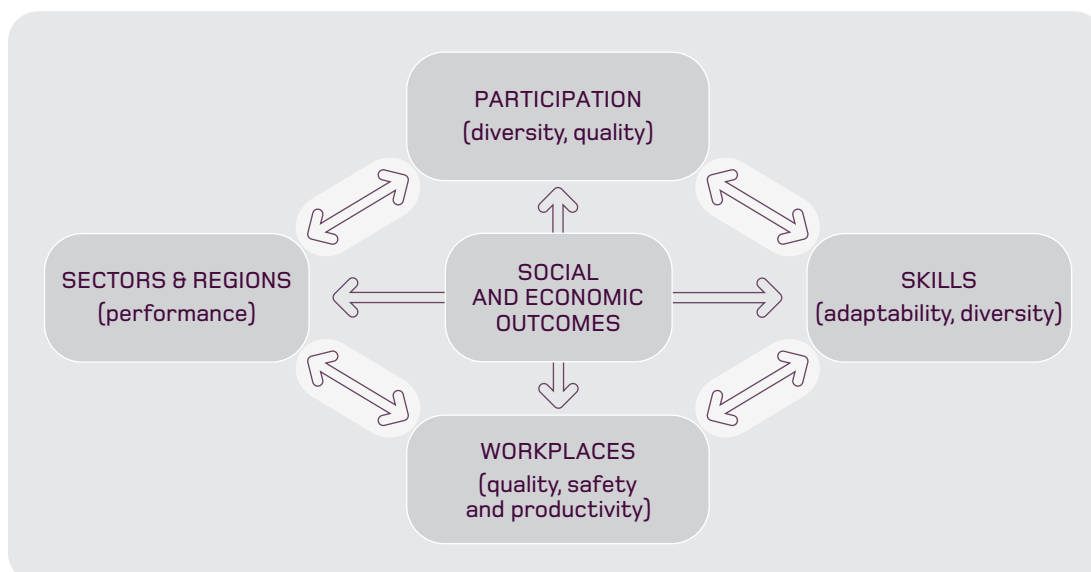 PARTICIPATION
(diversity, quality)
SECTORS & REGIONS
(performance)
SOCIAL
AND ECONOMIC
OUTCOMES
SKILLS
(adaptability, diversity)
WORKPLACES
(quality, safety
and productivity)